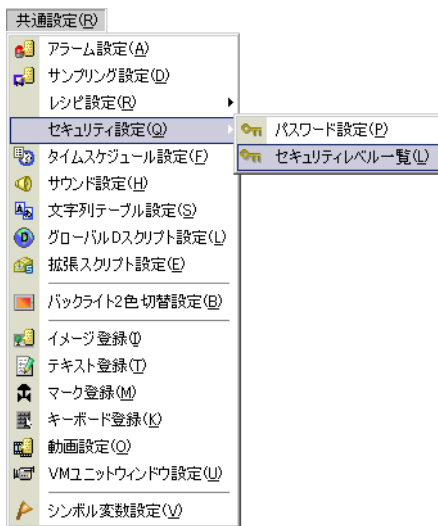 共通設定(R)
アラーム設定(A)
サンプリング設定(D)
レシピ設定(R)
セキュリティ設定(Q)
パスワード設定(P)
タイムスケジュール設定(F)
セキュリティレベル一覧(L)
サウンド設定(H)
文字列テーブル設定(S)
グローバルDスクリプト設定(L)
拡張スクリプト設定(E)
バックライト2色切替設定(B)
イメージ登録(I)
テキスト登録(T)
マーク登録(M)
キーボード登録(K)
動画設定(O)
VMユニットウィンドウ設定(U)
シンボル変数設定(V)